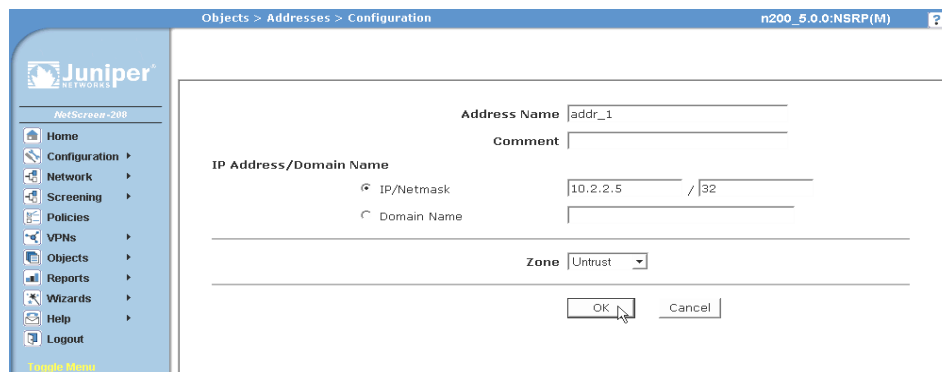 Objects > Addresses > Configuration
n200_5.0.0:NSRP(M)
?
Juniper
NETWORKS
NetScreen-208
Home
Configuration
Network
Screening
Policies
VPNs
Objects
Reports
Wizards
Help
Logout
Toggle Menu
Address Name addr_1
Comment
IP Address/Domain Name
IP/Netmask 10.2.2.5 / 32
Domain Name
Zone Untrust
OK Cancel